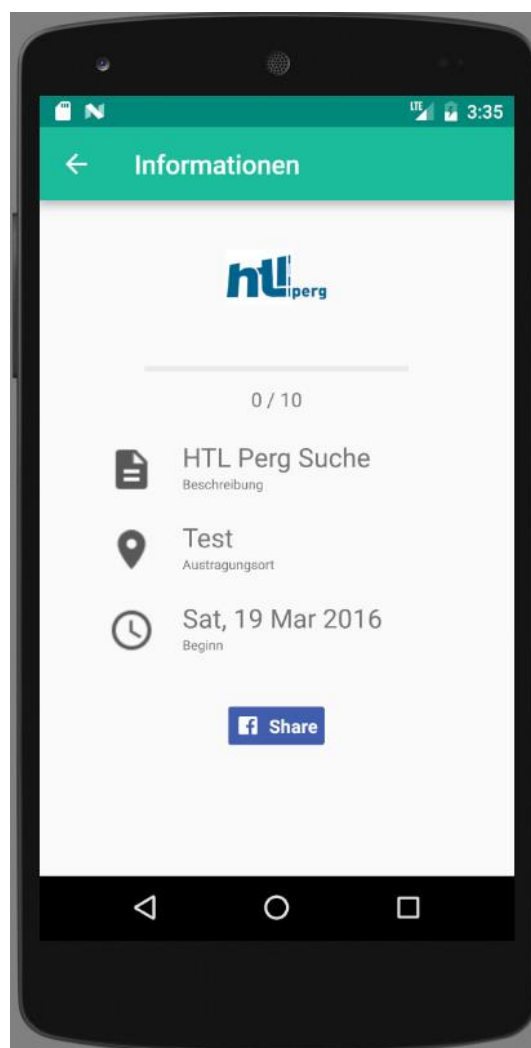 LTE 3:35
Informationen
htl perg
0 / 10
HTL Perg Suche
Beschreibung
Test
Austragungsort
Sat, 19 Mar 2016
Beginn
Share